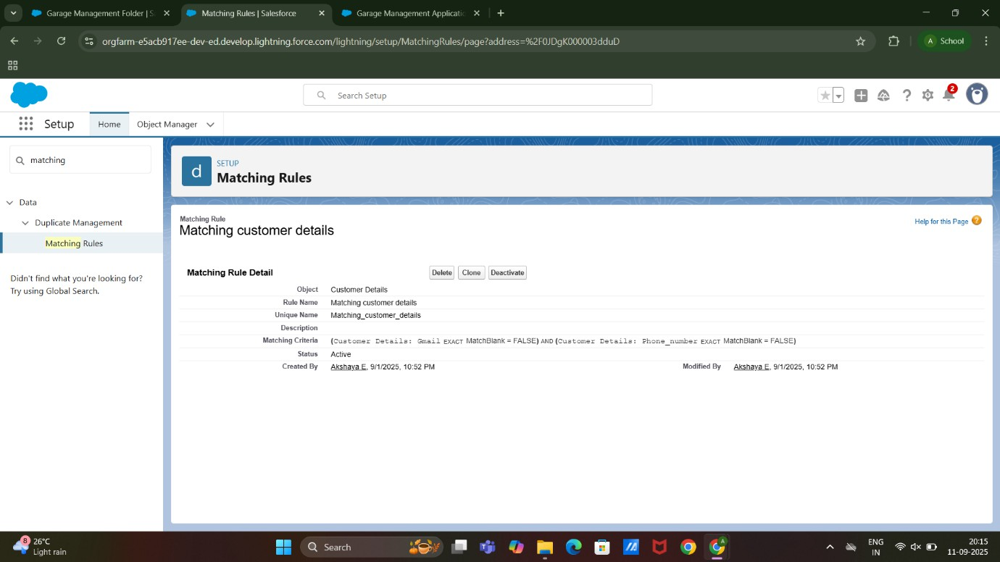 Garage Management Folder | S
Matching Rules | Salesforce
Garage Management Applicatio
orgfarm-e5acb917ee-dev-ed.develop.lightning.force.com/lightning/setup/MatchingRules/page?address=%2F0JDgK000003dduD
A School
Search Setup
2
Setup
Home
Object Manager
matching
Data
Duplicate Management
Matching Rules
Didn't find what you're looking for?
Try using Global Search.
d
SETUP
Matching Rules
Matching Rule
Matching customer details
Help for this Page ?
Matching Rule Detail
Delete Clone Deactivate
Object Customer Details
Rule Name Matching customer details
Unique Name Matching_customer_details
Description
Matching Criteria (Customer Details: Gmail EXACT MatchBlank = FALSE) AND (Customer Details: Phone_number EXACT MatchBlank = FALSE)
Status Active
Created By Akshaya E, 9/1/2025, 10:52 PM Modified By Akshaya E, 9/1/2025, 10:52 PM
8
26°C
Light rain
Search
A
ENG
IN
20:15
11-09-2025